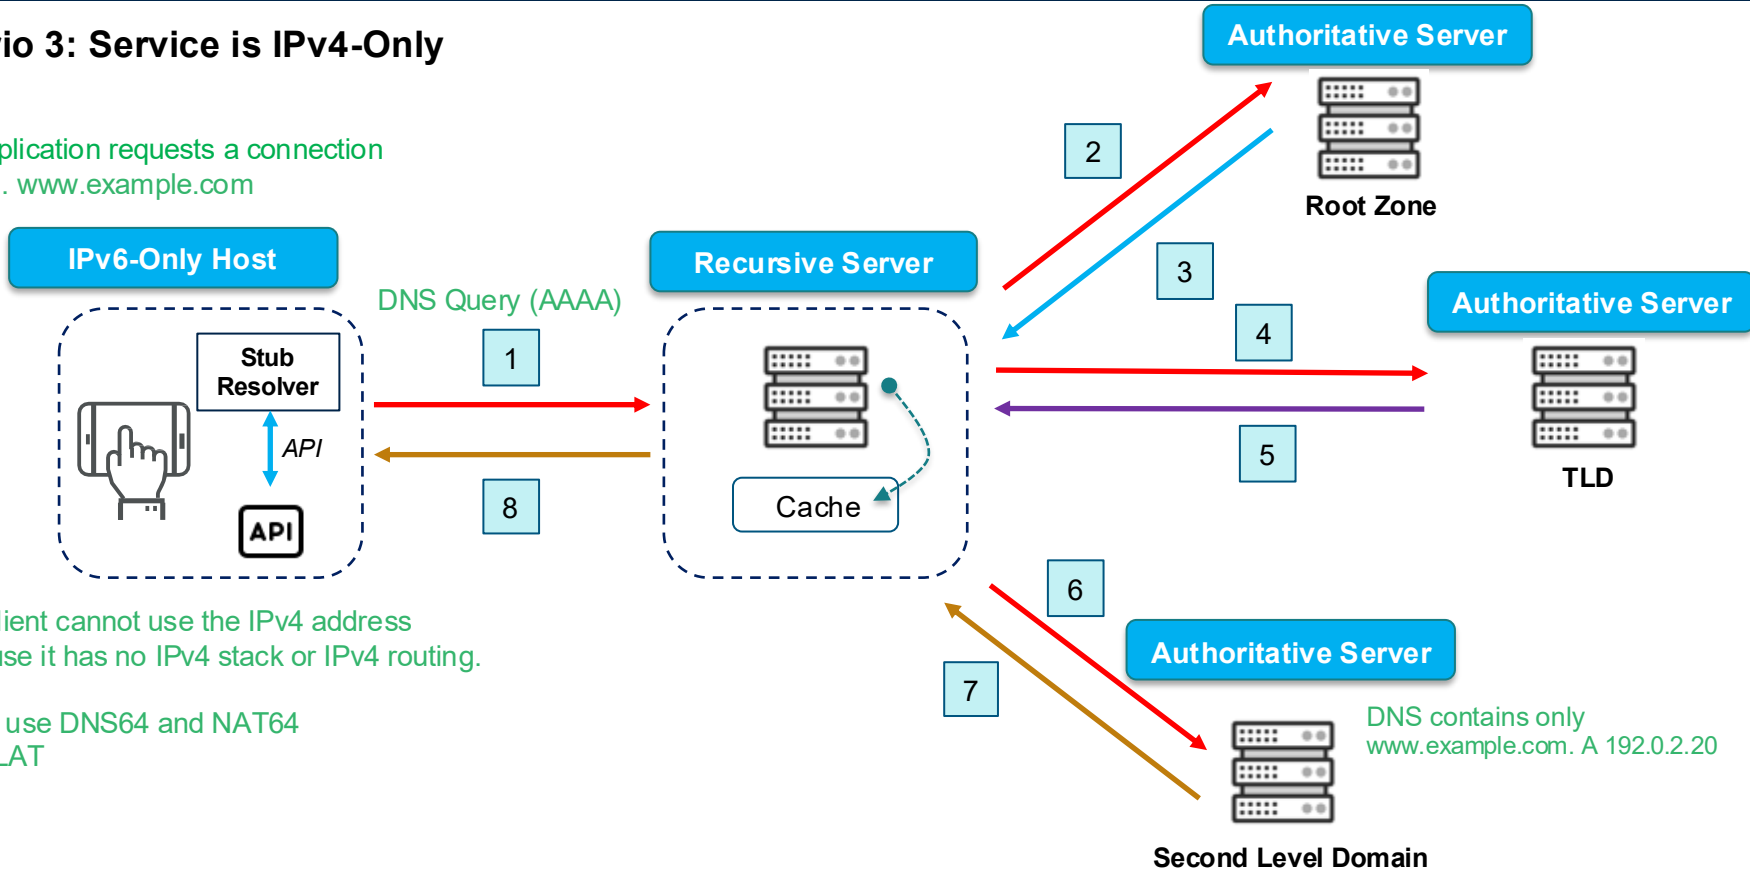 io 3: Service is IPv4-Only
plication requests a connection
. www.example.com
IPv6-Only Host
Stub
Resolver
API
API
DNS Query (AAAA)
1
8
Recursive Server
Cache
2
3
4
5
6
7
Authoritative Server
Root Zone
Authoritative Server
TLD
Authoritative Server
DNS contains only
www.example.com. A 192.0.2.20
Second Level Domain
lient cannot use the IPv4 address
use it has no IPv4 stack or IPv4 routing.
use DNS64 and NAT64
LAT